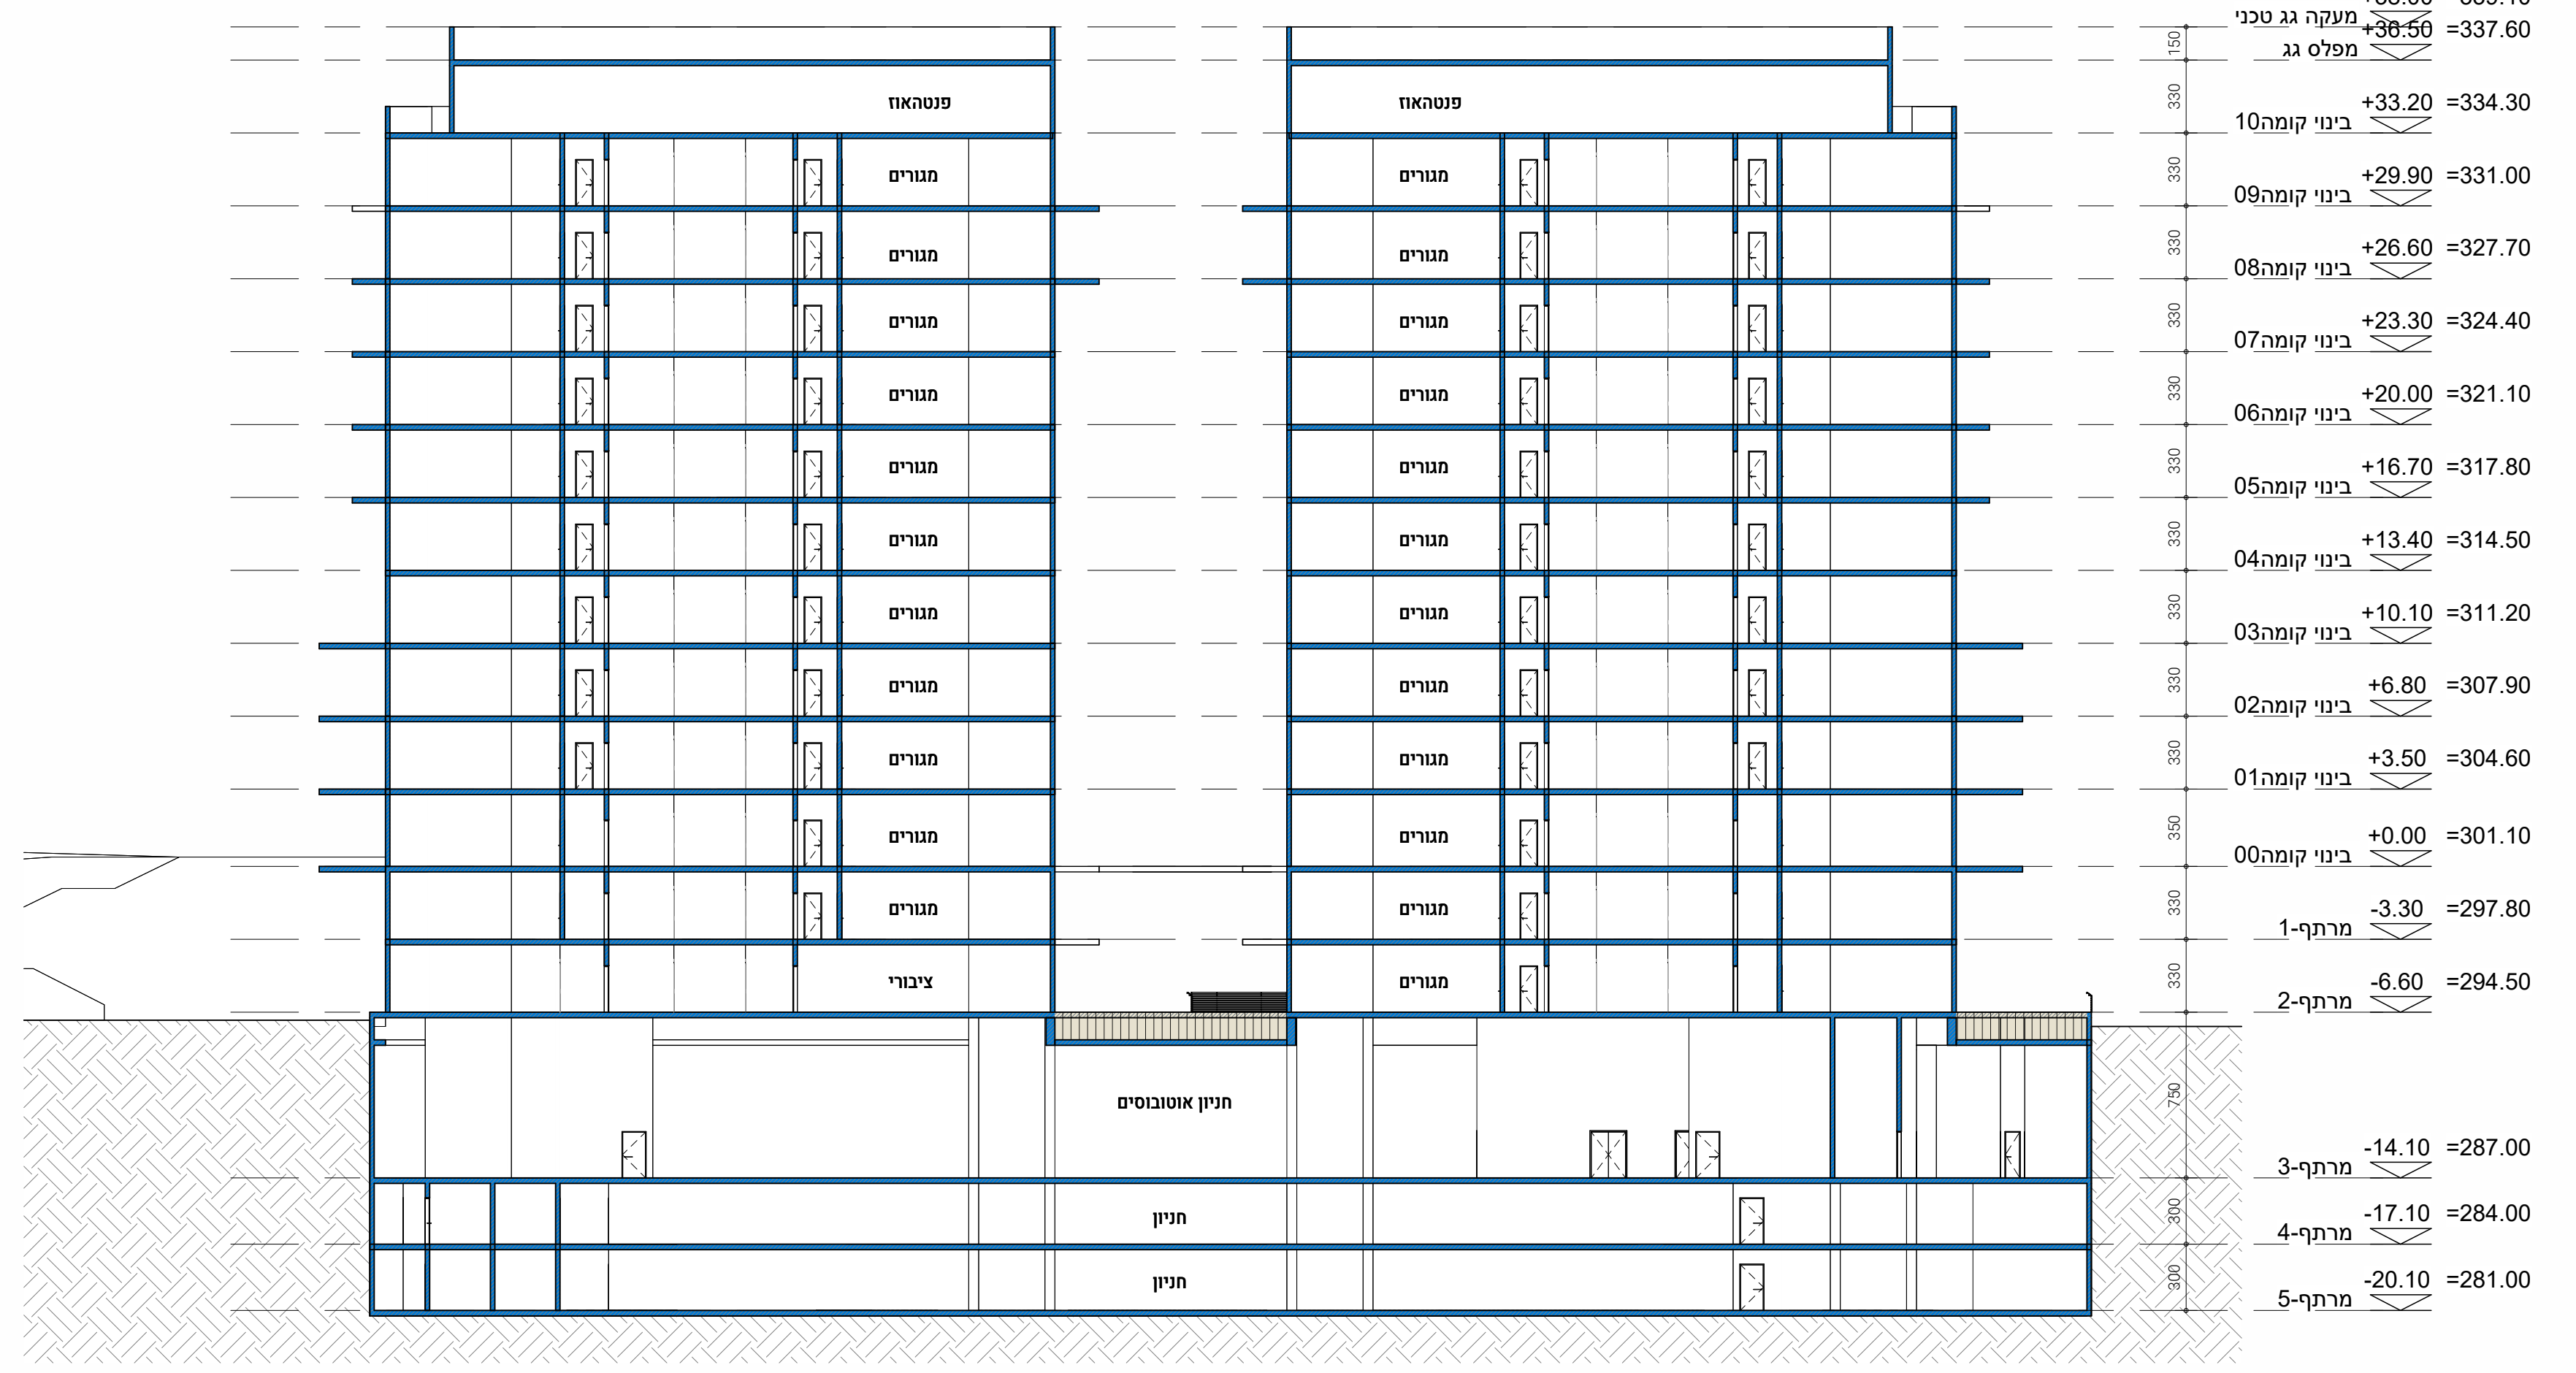 מעקה גג טכני
150
+36.50 =337.60
מפלס גג
פנטהאוז פנטהאוז 330 +33.20 =334.30
בינוי קומה10
מגורים מגורים 330 +29.90 =331.00
בינוי קומה09
מגורים מגורים 330 +26.60 =327.70
בינוי קומה08
מגורים מגורים 330 +23.30 =324.40
בינוי קומה07
מגורים מגורים 330 +20.00 =321.10
בינוי קומה06
מגורים מגורים 330 +16.70 =317.80
בינוי קומה05
מגורים מגורים 330 +13.40 =314.50
בינוי קומה04
מגורים מגורים 330 +10.10 =311.20
בינוי קומה03
מגורים מגורים 330 +6.80 =307.90
בינוי קומה02
מגורים מגורים 330 +3.50 =304.60
בינוי קומה01
מגורים מגורים 350 +0.00 =301.10
בינוי קומה00
מגורים מגורים 330 -3.30 =297.80
מרתף-1
ציבורי מגורים 330 -6.60 =294.50
מרתף-2
חניון אוטובוסים 750
-14.10 =287.00
מרתף-3
חניון 300 -17.10 =284.00
מרתף-4
חניון 300 -20.10 =281.00
מרתף-5